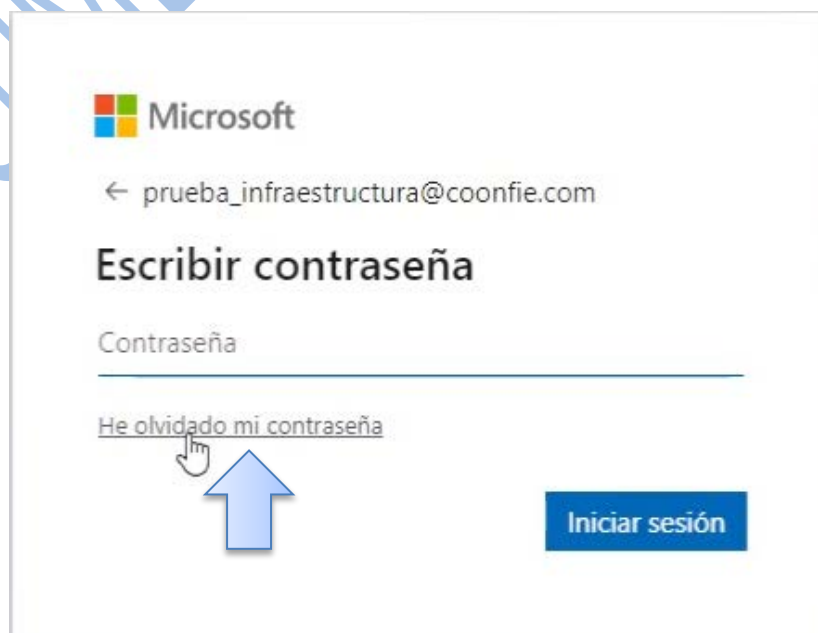 Microsoft
← prueba_infraestructura@coonfie.com
Escribir contraseña
Contraseña
He olvidado mi contraseña
Iniciar sesión